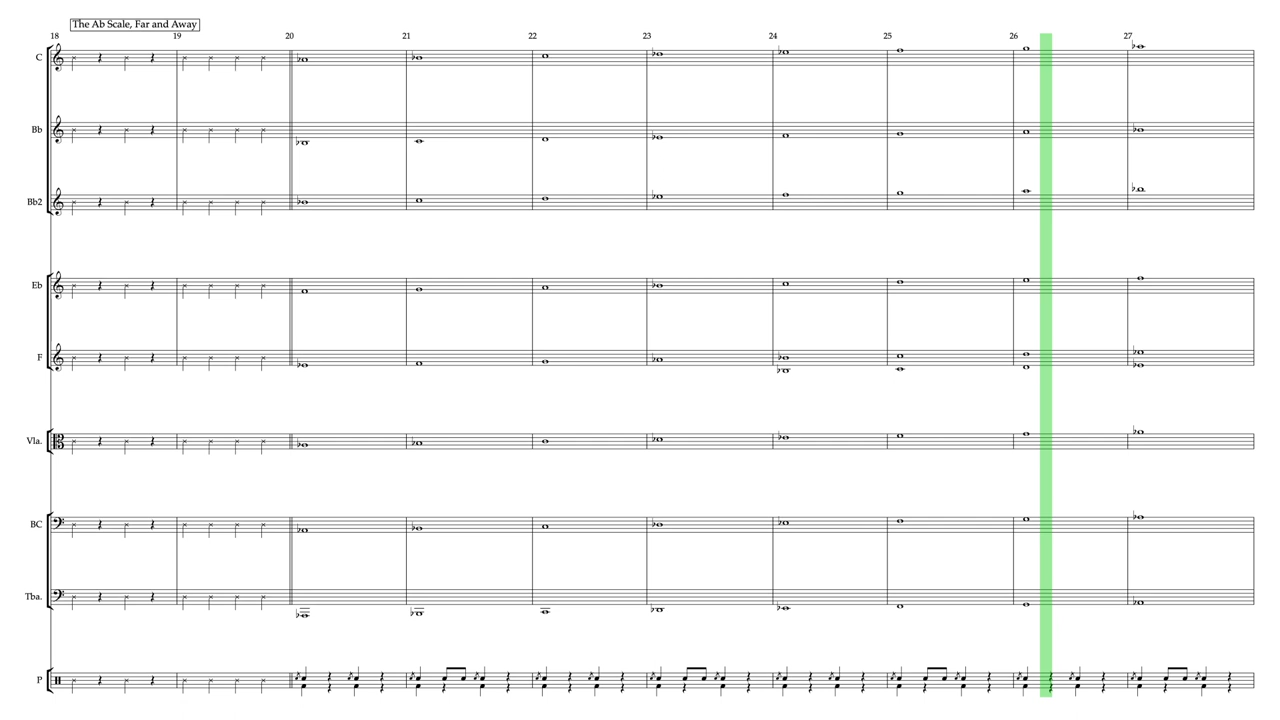 The Ab Scale, Far and Away
18 19 20 21 22 23 24 25 26 27
C
Bb
Bb2
Eb
F
Vla.
BC
Tba.
P